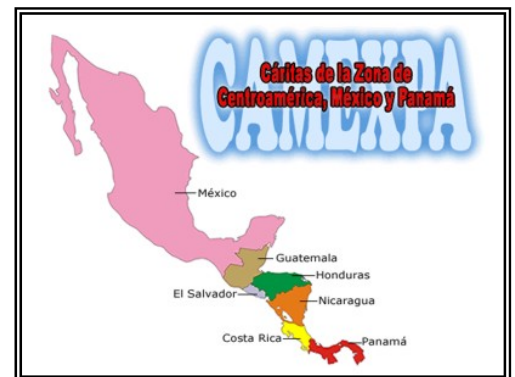 CAMEXPA
Cáritas de la Zona de
Centroamérica, México y Panamá
México
Guatemala
Honduras
El Salvador
Nicaragua
Costa Rica
Panamá